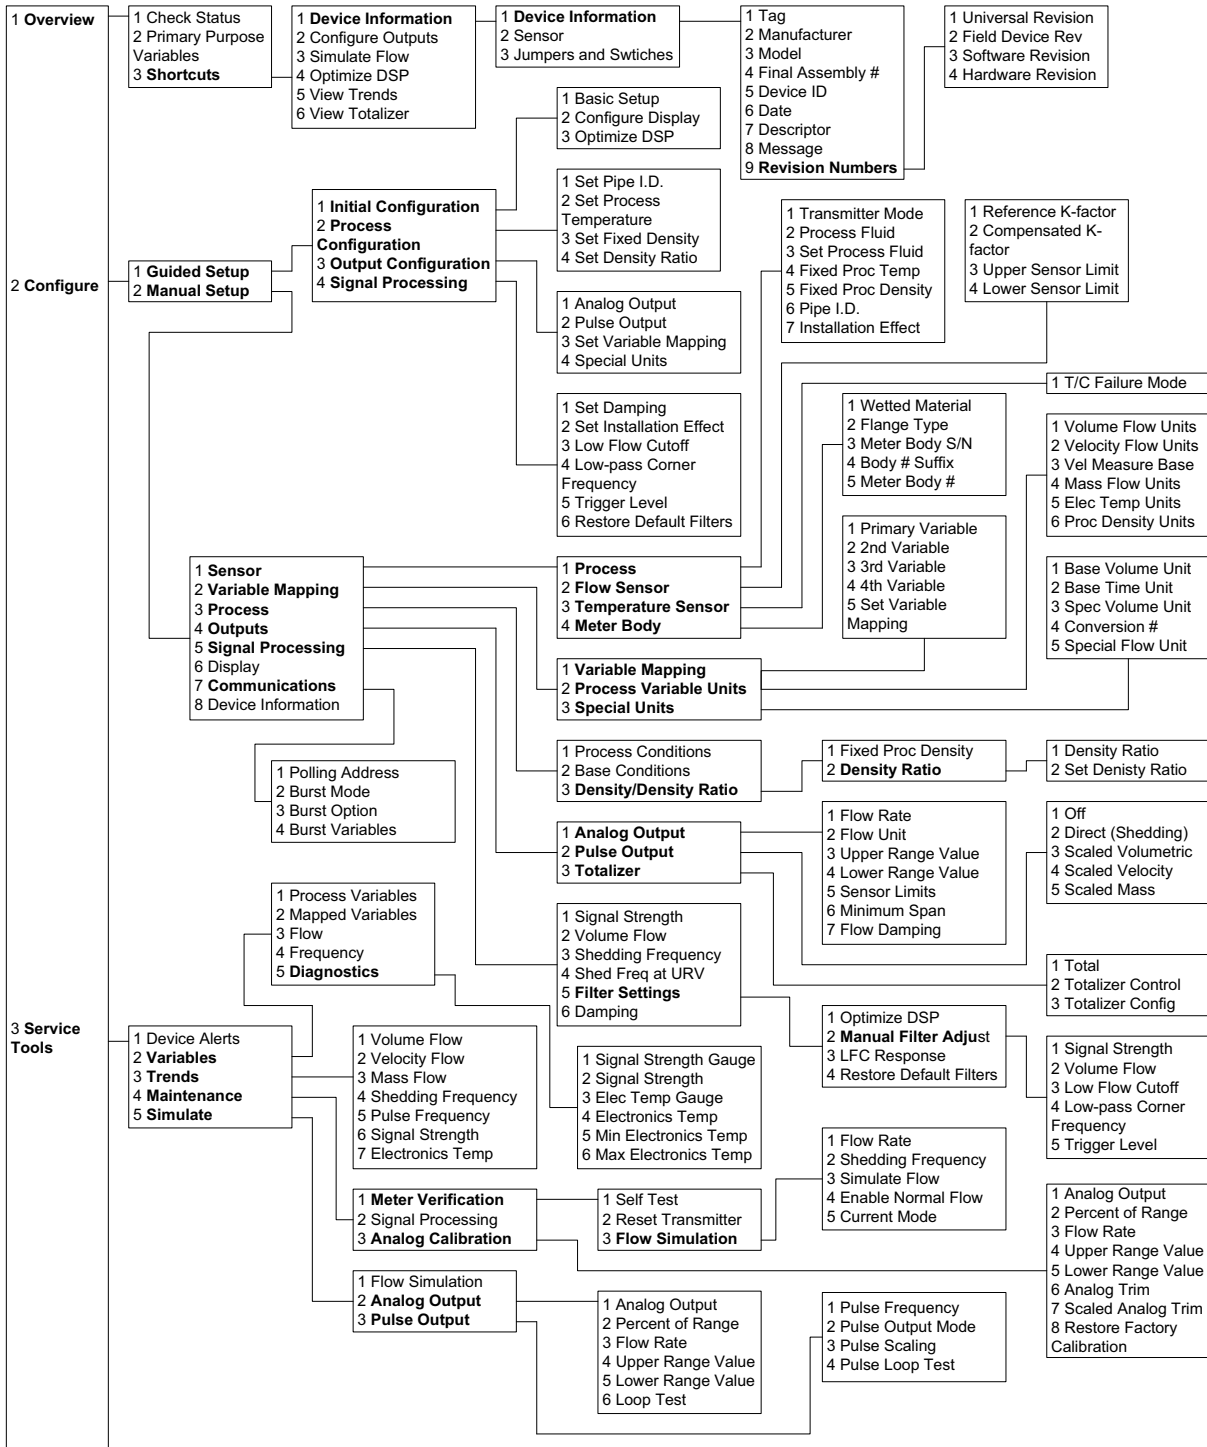 1 Overview
1 Check Status
2 Primary Purpose
Variables
3 Shortcuts
1 Device Information
2 Configure Outputs
3 Simulate Flow
4 Optimize DSP
5 View Trends
6 View Totalizer
1 Device Information
2 Sensor
3 Jumpers and Swtiches
1 Tag
2 Manufacturer
3 Model
4 Final Assembly #
5 Device ID
6 Date
7 Descriptor
8 Message
9 Revision Numbers
1 Universal Revision
2 Field Device Rev
3 Software Revision
4 Hardware Revision
2 Configure
1 Guided Setup
2 Manual Setup
1 Initial Configuration
2 Process
Configuration
3 Output Configuration
4 Signal Processing
1 Basic Setup
2 Configure Display
3 Optimize DSP
1 Set Pipe I.D.
2 Set Process
Temperature
3 Set Fixed Density
4 Set Density Ratio
1 Analog Output
2 Pulse Output
3 Set Variable Mapping
4 Special Units
1 Set Damping
2 Set Installation Effect
3 Low Flow Cutoff
4 Low-pass Corner
Frequency
5 Trigger Level
6 Restore Default Filters
1 Transmitter Mode
2 Process Fluid
3 Set Process Fluid
4 Fixed Proc Temp
5 Fixed Proc Density
6 Pipe I.D.
7 Installation Effect
1 Reference K-factor
2 Compensated K-
factor
3 Upper Sensor Limit
4 Lower Sensor Limit
1 T/C Failure Mode
1 Wetted Material
2 Flange Type
3 Meter Body S/N
4 Body # Suffix
5 Meter Body #
1 Volume Flow Units
2 Velocity Flow Units
3 Vel Measure Base
4 Mass Flow Units
5 Elec Temp Units
6 Proc Density Units
1 Primary Variable
2 2nd Variable
3 3rd Variable
4 4th Variable
5 Set Variable
Mapping
1 Base Volume Unit
2 Base Time Unit
3 Spec Volume Unit
4 Conversion #
5 Special Flow Unit
1 Sensor
2 Variable Mapping
3 Process
4 Outputs
5 Signal Processing
6 Display
7 Communications
8 Device Information
1 Process
2 Flow Sensor
3 Temperature Sensor
4 Meter Body
1 Variable Mapping
2 Process Variable Units
3 Special Units
1 Process Conditions
2 Base Conditions
3 Density/Density Ratio
1 Fixed Proc Density
2 Density Ratio
1 Density Ratio
2 Set Denisty Ratio
1 Polling Address
2 Burst Mode
3 Burst Option
4 Burst Variables
1 Analog Output
2 Pulse Output
3 Totalizer
1 Flow Rate
2 Flow Unit
3 Upper Range Value
4 Lower Range Value
5 Sensor Limits
6 Minimum Span
7 Flow Damping
1 Off
2 Direct (Shedding)
3 Scaled Volumetric
4 Scaled Velocity
5 Scaled Mass
1 Total
2 Totalizer Control
3 Totalizer Config
1 Signal Strength
2 Volume Flow
3 Shedding Frequency
4 Shed Freq at URV
5 Filter Settings
6 Damping
1 Optimize DSP
2 Manual Filter Adjust
3 LFC Response
4 Restore Default Filters
1 Signal Strength
2 Volume Flow
3 Low Flow Cutoff
4 Low-pass Corner
Frequency
5 Trigger Level
3 Service
Tools
1 Device Alerts
2 Variables
3 Trends
4 Maintenance
5 Simulate
1 Process Variables
2 Mapped Variables
3 Flow
4 Frequency
5 Diagnostics
1 Volume Flow
2 Velocity Flow
3 Mass Flow
4 Shedding Frequency
5 Pulse Frequency
6 Signal Strength
7 Electronics Temp
1 Signal Strength Gauge
2 Signal Strength
3 Elec Temp Gauge
4 Electronics Temp
5 Min Electronics Temp
6 Max Electronics Temp
1 Meter Verification
2 Signal Processing
3 Analog Calibration
1 Self Test
2 Reset Transmitter
3 Flow Simulation
1 Flow Rate
2 Shedding Frequency
3 Simulate Flow
4 Enable Normal Flow
5 Current Mode
1 Analog Output
2 Percent of Range
3 Flow Rate
4 Upper Range Value
5 Lower Range Value
6 Analog Trim
7 Scaled Analog Trim
8 Restore Factory
Calibration
1 Flow Simulation
2 Analog Output
3 Pulse Output
1 Analog Output
2 Percent of Range
3 Flow Rate
4 Upper Range Value
5 Lower Range Value
6 Loop Test
1 Pulse Frequency
2 Pulse Output Mode
3 Pulse Scaling
4 Pulse Loop Test